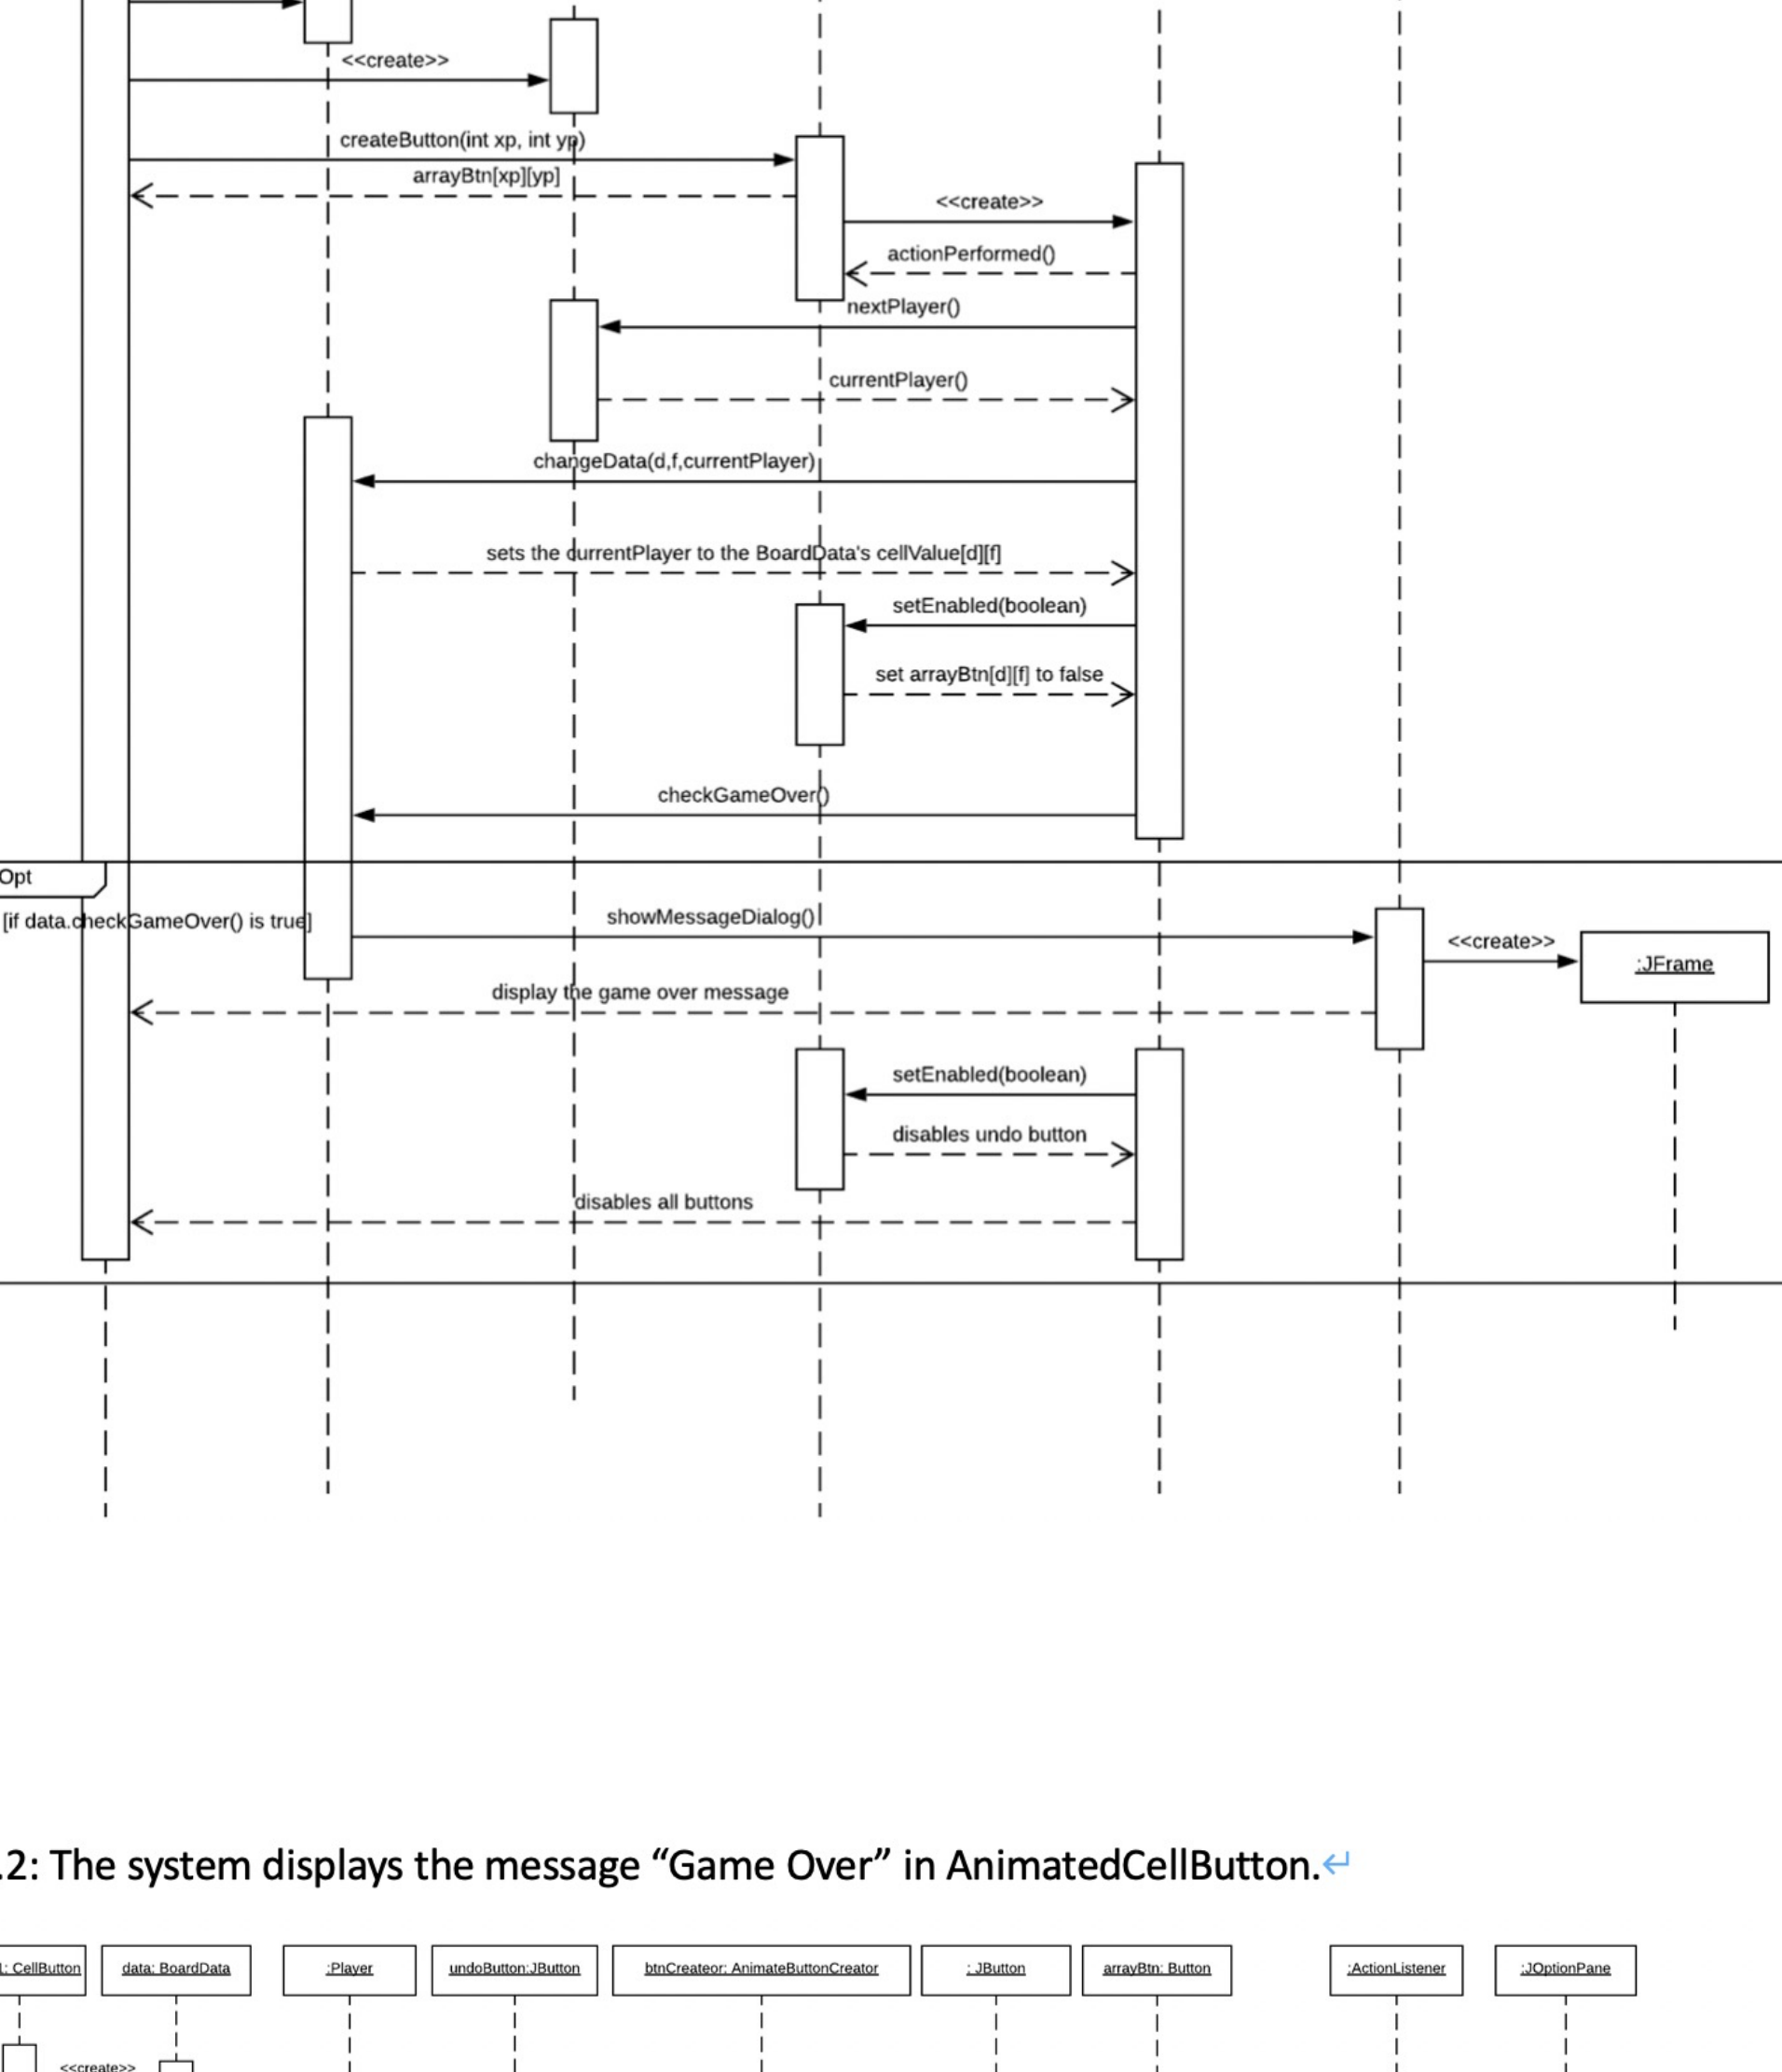 <<create>>
createButton(int xp, int yp)
arrayBtn[xp][yp]
<<create>>
actionPerformed()
nextPlayer()
currentPlayer()
changeData(d,f,currentPlayer)
sets the currentPlayer to the BoardData's cellValue[d][f]
setEnabled(boolean)
set arrayBtn[d][f] to false
checkGameOver()
Opt
[if data.checkGameOver() is true]
showMessageDialog()
<<create>>
:JFrame
display the game over message
setEnabled(boolean)
disables undo button
disables all buttons
.2: The system displays the message “Game Over” in AnimatedCellButton.↵
1: CellButton
data: BoardData
:Player
undoButton:JButton
btnCreateor: AnimateButtonCreator
: JButton
arrayBtn: Button
:ActionListener
:JOptionPane
<<create>>